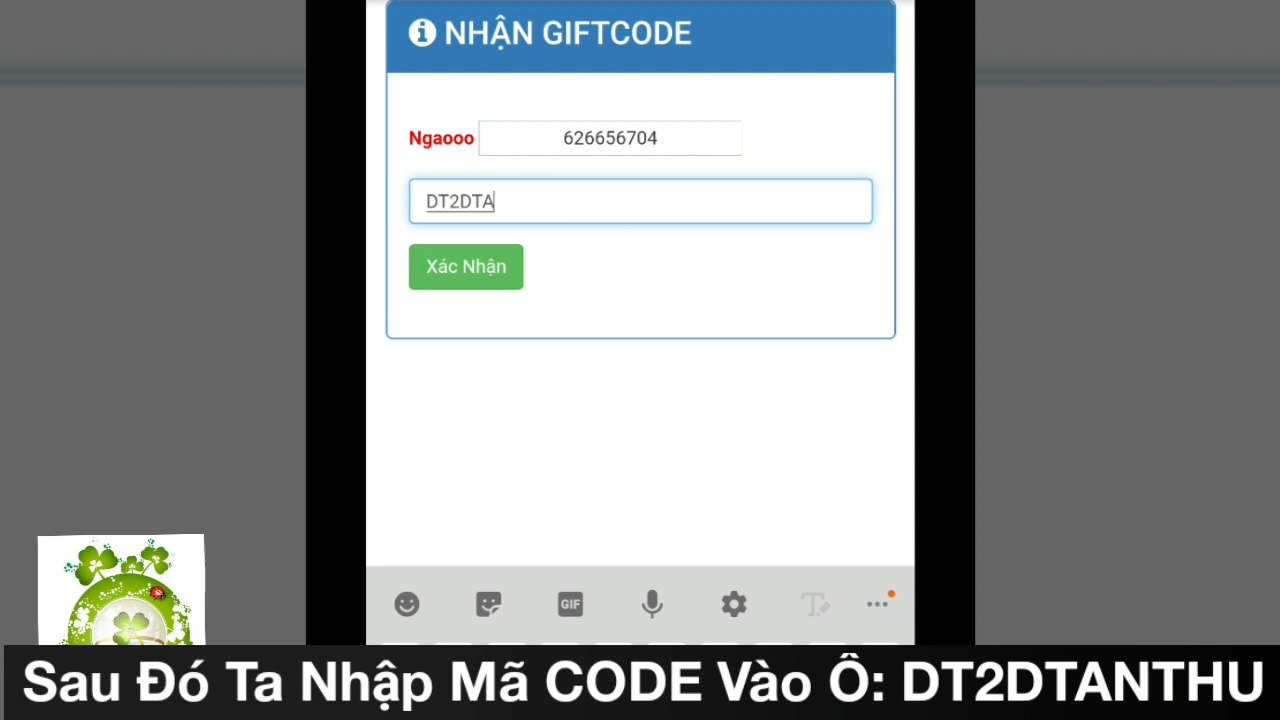 NHẬN GIFTCODE
Ngaooo 626656704
DT2DTA
Xác Nhận
GIF
Sau Đó Ta Nhập Mã CODE Vào Ô: DT2DTANTHU